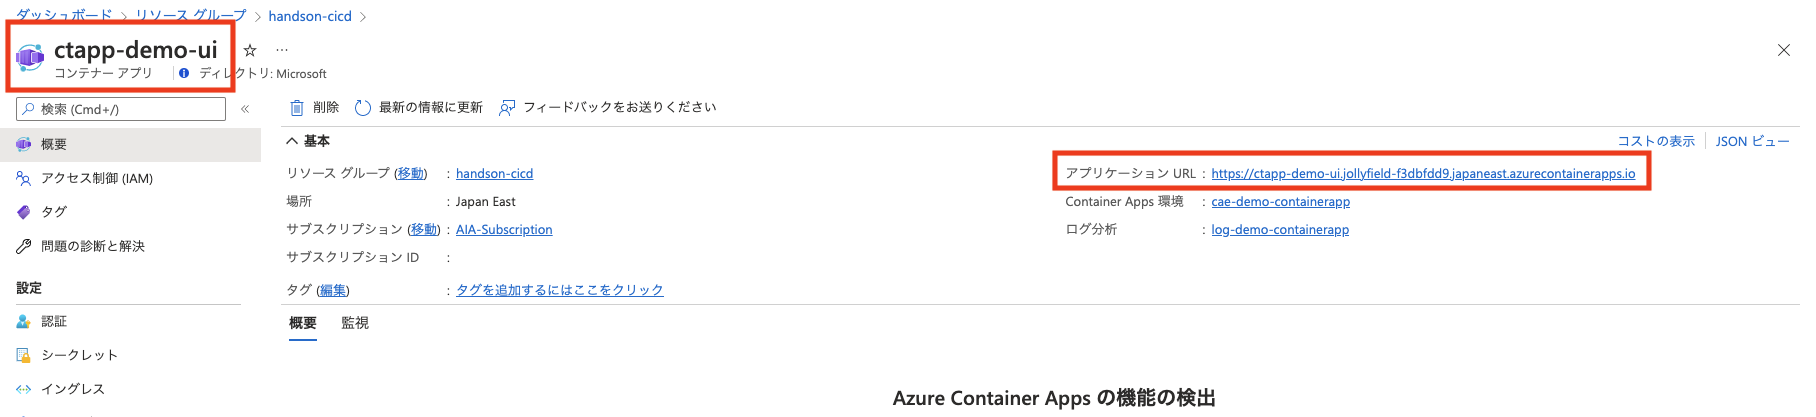 ダッシュボード > リソース グループ > handson-cicd >
ctapp-demo-ui ☆ …
コンテナー アプリ | ディレクトリ: Microsoft
検索 (Cmd+/) «
概要
アクセス制御 (IAM)
タグ
問題の診断と解決
設定
認証
シークレット
イングレス
削除 最新の情報に更新 フィードバックをお送りください
基本
コストの表示 | JSON ビュー
リソース グループ (移動) : handson-cicd
場所 : Japan East
サブスクリプション (移動) : AIA-Subscription
サブスクリプション ID :
タグ (編集) : タグを追加するにはここをクリック
アプリケーション URL : https://ctapp-demo-ui.jollyfield-f3dbfdd9.japaneast.azurecontainerapps.io
Container Apps 環境 : cae-demo-containerapp
ログ分析 : log-demo-containerapp
概要 監視
Azure Container Apps の機能の検出